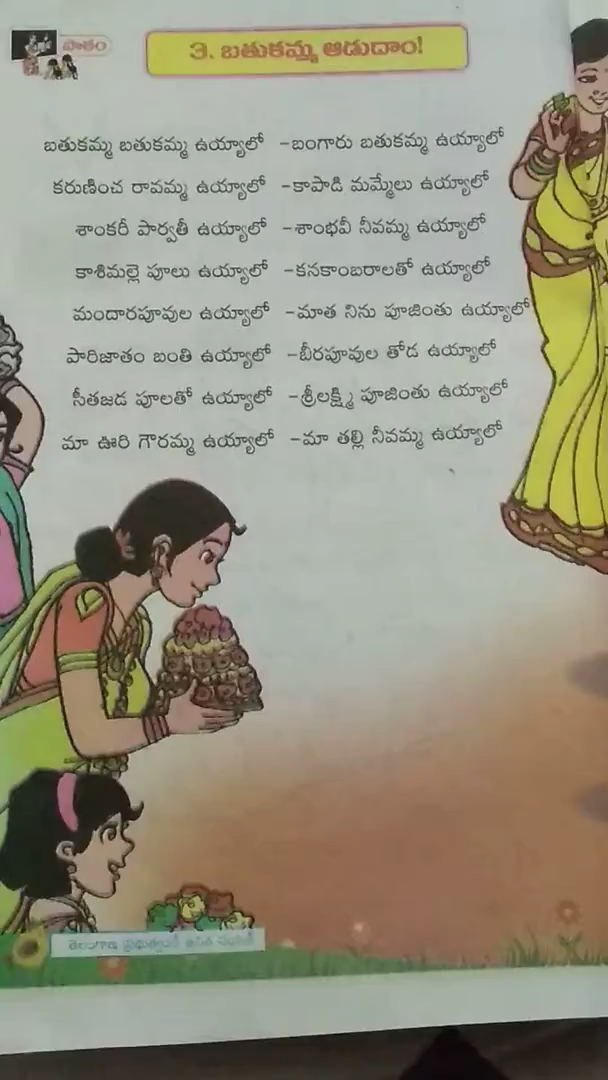 పాఠం
3. బతుకమ్మ ఆడుదాం!
బతుకమ్మ బతుకమ్మ ఉయ్యాలో -బంగారు బతుకమ్మ ఉయ్యాలో
కరుణించ రావమ్మ ఉయ్యాలో -కాపాడి మమ్మేలు ఉయ్యాలో
శాంకరీ పార్వతీ ఉయ్యాలో -శాంభవీ నీవమ్మ ఉయ్యాలో
కాశిమల్లె పూలు ఉయ్యాలో -కనకాంబరాలతో ఉయ్యాలో
మందారపూవుల ఉయ్యాలో -మాత నిను పూజింతు ఉయ్యాలో
పారిజాతం బంతి ఉయ్యాలో -బీరపూవుల తోడ ఉయ్యాలో
సీతజడ పూలతో ఉయ్యాలో -శ్రీలక్ష్మి పూజింతు ఉయ్యాలో
మా ఊరి గౌరమ్మ ఉయ్యాలో -మా తల్లి నీవమ్మ ఉయ్యాలో
తెలంగాణ